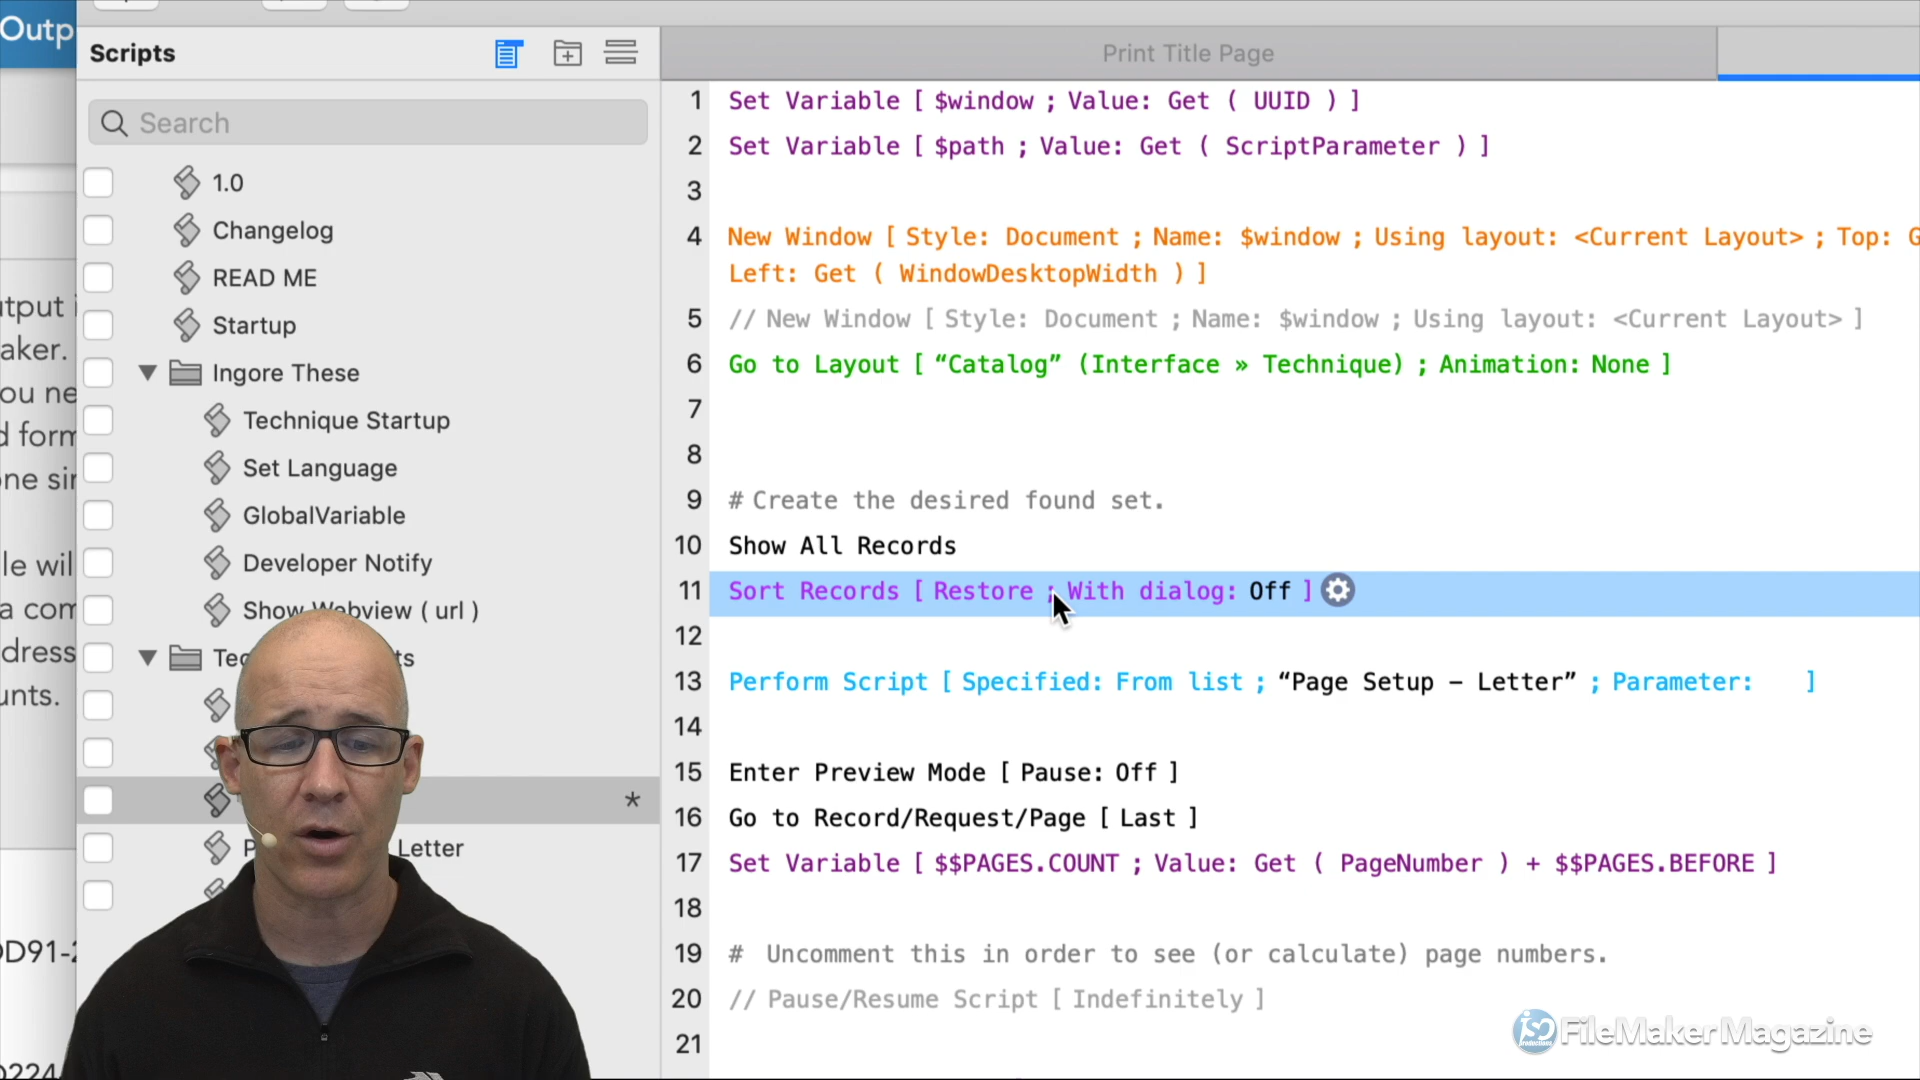 Outp
Scripts
Print Title Page
Search
1.0
Changelog
READ ME
Startup
Ingore These
Technique Startup
Set Language
GlobalVariable
Developer Notify
Show Webview ( url )
*
Letter
1 Set Variable [ $window ; Value: Get ( UUID ) ]
2 Set Variable [ $path ; Value: Get ( ScriptParameter ) ]
3
4 New Window [ Style: Document ; Name: $window ; Using layout: <Current Layout> ; Top: G
Left: Get ( WindowDesktopWidth ) ]
5 // New Window [ Style: Document ; Name: $window ; Using layout: <Current Layout> ]
6 Go to Layout [ “Catalog” (Interface » Technique) ; Animation: None ]
7
8
9 # Create the desired found set.
10 Show All Records
11 Sort Records [ Restore ; With dialog: Off ]
12
13 Perform Script [ Specified: From list ; “Page Setup – Letter” ; Parameter: ]
14
15 Enter Preview Mode [ Pause: Off ]
16 Go to Record/Request/Page [ Last ]
17 Set Variable [ $$PAGES.COUNT ; Value: Get ( PageNumber ) + $$PAGES.BEFORE ]
18
19 # Uncomment this in order to see (or calculate) page numbers.
20 // Pause/Resume Script [ Indefinitely ]
21
FileMakerMagazine